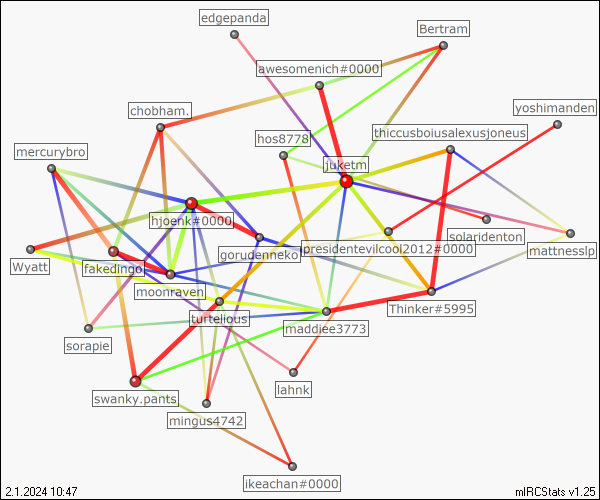 edgepanda
Bertram
awesomenich#0000
yoshimanden
chobham.
thiccusboiusalexusjoneus
hos8778
mercurybro
juketm
hjoenk#0000
solaridenton
presidentevilcool2012#0000
mattnesslp
gorudenneko
Wyatt
fakedingo
moonraven
Thinker#5995
turtelious
maddiee3773
sorapie
lahnk
swanky.pants
mingus4742
ikeachan#0000
2.1.2024 10:47
mIRCStats v1.25